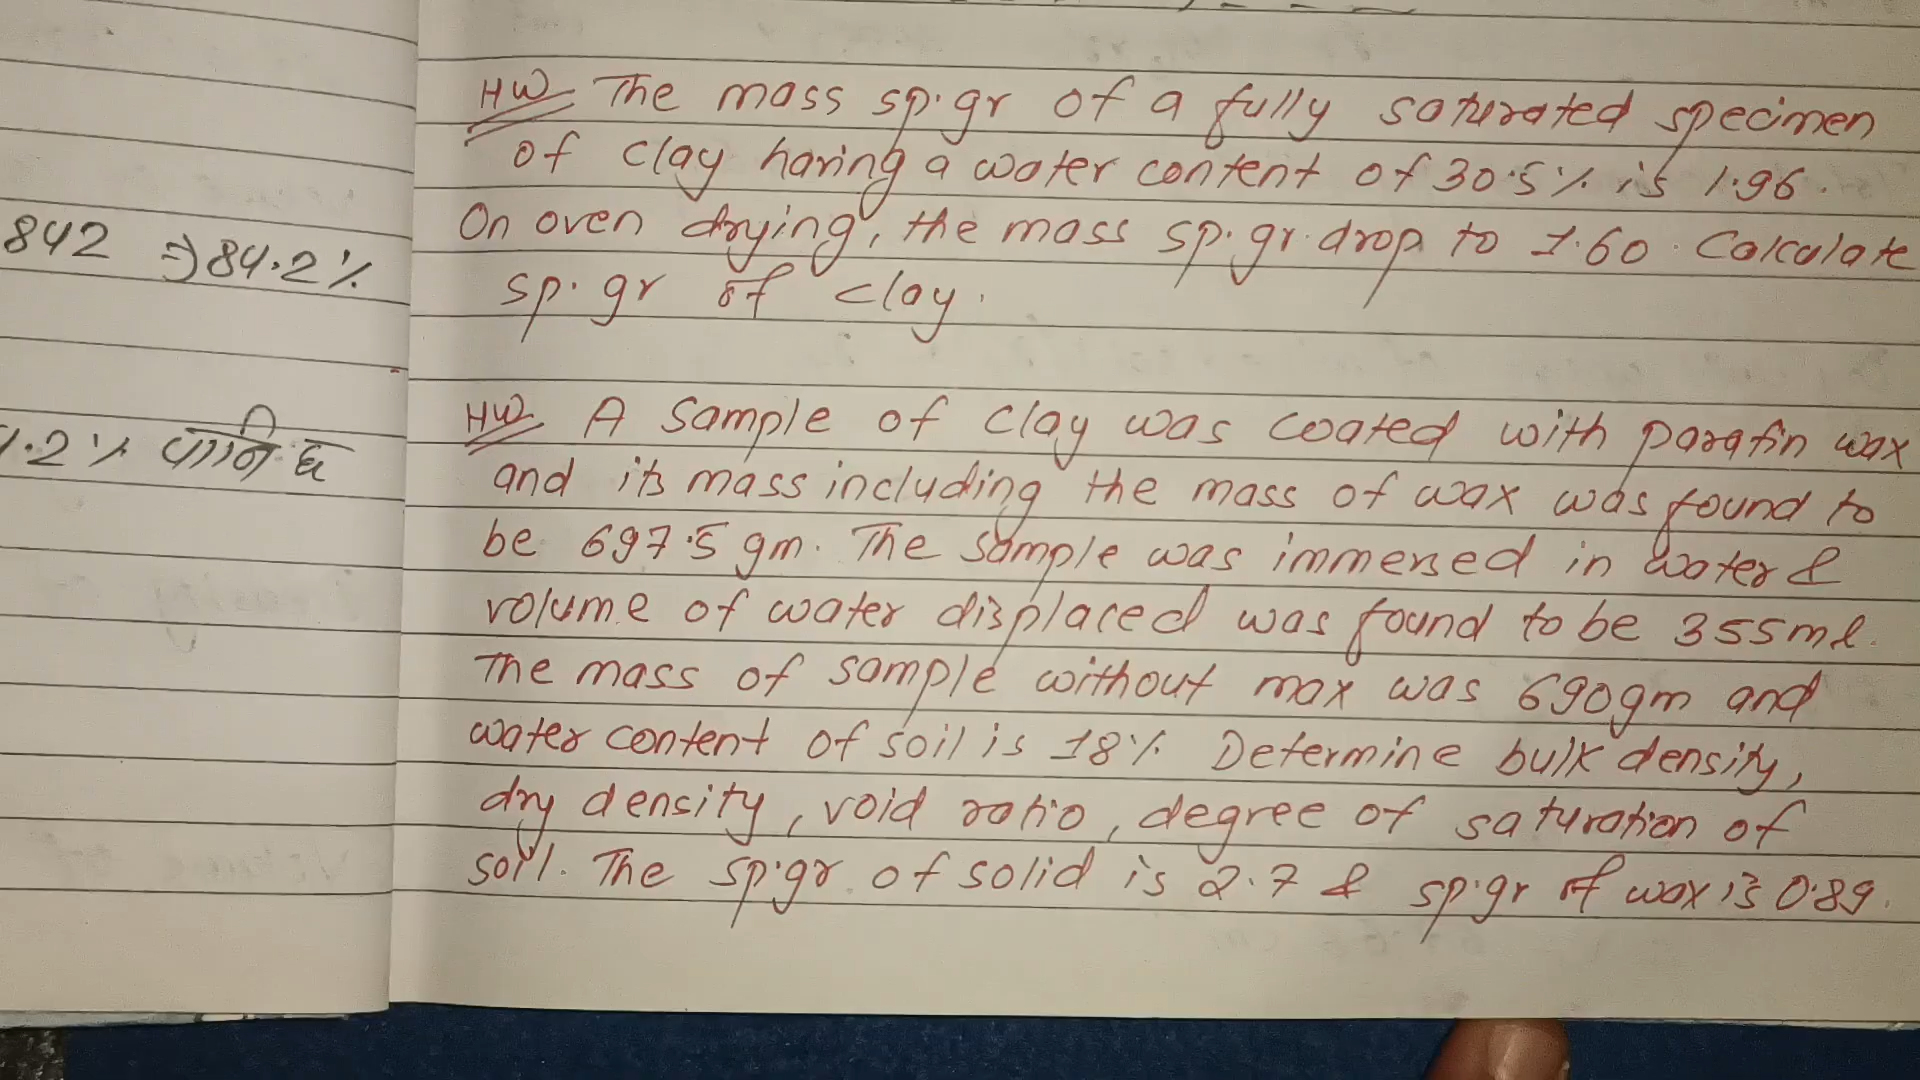 842 ⇒ 84.2%
.2% पानी छ
HW The mass sp.gr of a fully saturated specimen
of clay having a water content of 30.5% is 1.96.
On oven drying, the mass sp.gr. drop to 1.60. Calculate
sp.gr of clay.
HW A sample of clay was coated with parafin wax
and its mass including the mass of wax was found to
be 697.5 gm. The sample was immersed in water &
volume of water displaced was found to be 355ml.
The mass of sample without max was 690gm and
water content of soil is 18% Determine bulk density,
dry density, void ratio, degree of saturation of
soil. The sp.gr. of solid is 2.7 & sp.gr of wax is 0.89.